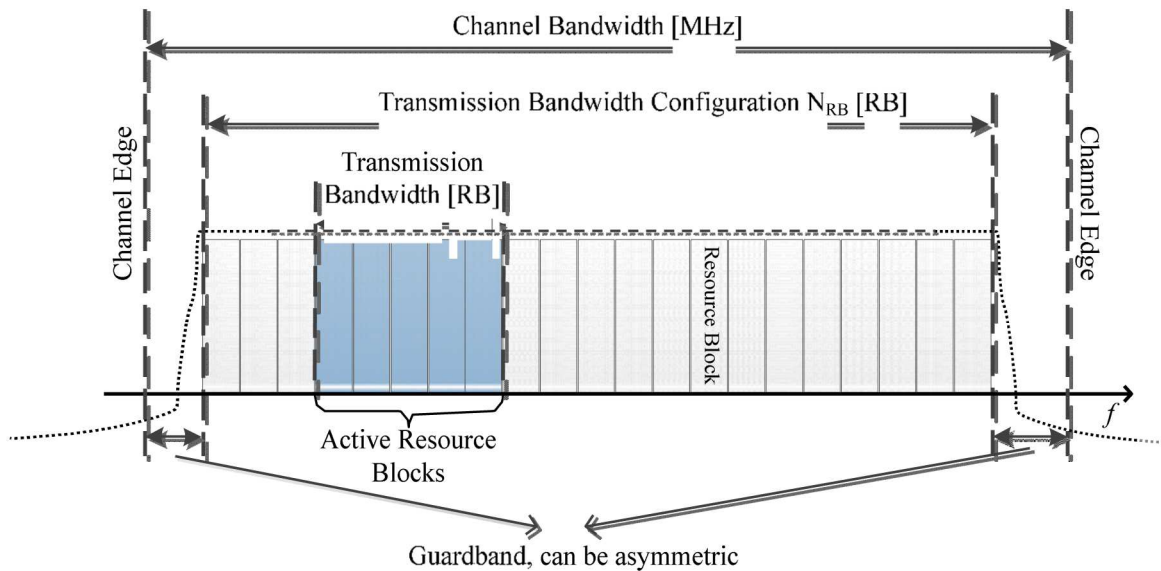 Channel Bandwidth [MHz]
Transmission Bandwidth Configuration N_RB [RB]
Transmission
Bandwidth [RB]
Channel Edge
Channel Edge
Resource Block
f
Active Resource
Blocks
Guardband, can be asymmetric